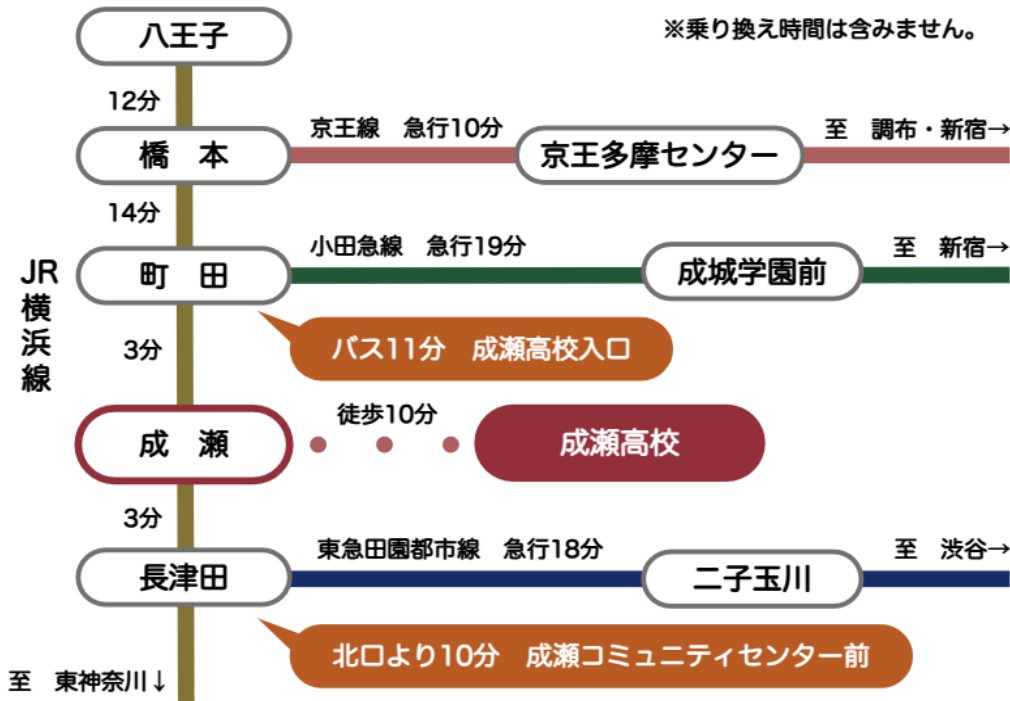 八王子
※乗り換え時間は含みません。
12分
京王線　急行10分
至　調布・新宿→
橋　本
京王多摩センター
14分
小田急線　急行19分
至　新宿→
JR横浜線
町　田
成城学園前
3分
バス11分　成瀬高校入口
成　瀬
徒歩10分
成瀬高校
3分
東急田園都市線　急行18分
至　渋谷→
長津田
二子玉川
北口より10分　成瀬コミュニティセンター前
至　東神奈川↓